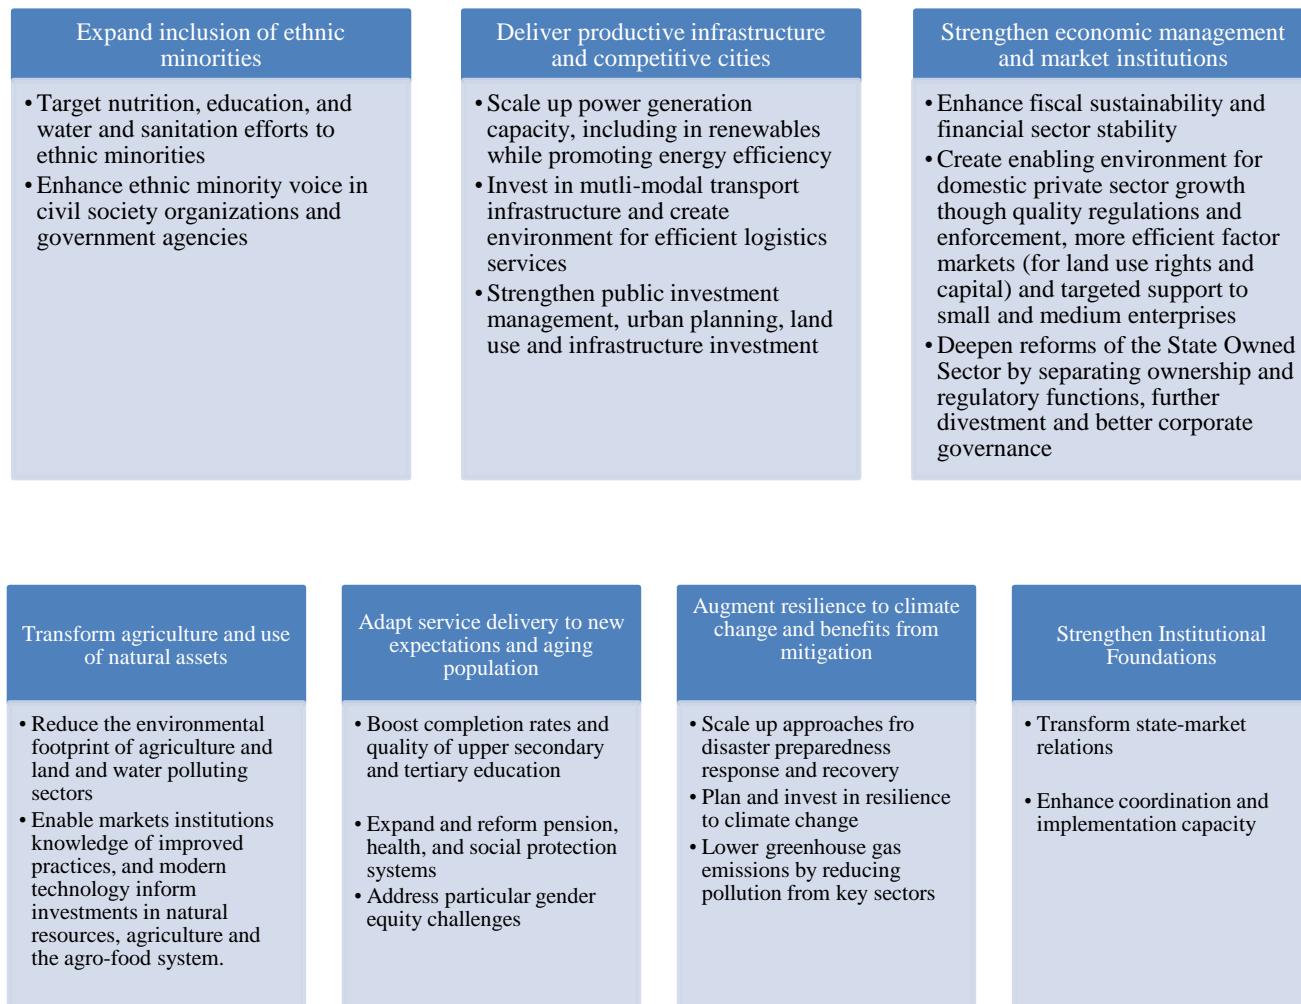 Expand inclusion of ethnic
minorities
• Target nutrition, education, and
water and sanitation efforts to
ethnic minorities
• Enhance ethnic minority voice in
civil society organizations and
government agencies
Deliver productive infrastructure
and competitive cities
• Scale up power generation
capacity, including in renewables
while promoting energy efficiency
• Invest in mutli-modal transport
infrastructure and create
environment for efficient logistics
services
• Strengthen public investment
management, urban planning, land
use and infrastructure investment
Strengthen economic management
and market institutions
• Enhance fiscal sustainability and
financial sector stability
• Create enabling environment for
domestic private sector growth
though quality regulations and
enforcement, more efficient factor
markets (for land use rights and
capital) and targeted support to
small and medium enterprises
• Deepen reforms of the State Owned
Sector by separating ownership and
regulatory functions, further
divestment and better corporate
governance
Transform agriculture and use
of natural assets
• Reduce the environmental
footprint of agriculture and
land and water polluting
sectors
• Enable markets institutions
knowledge of improved
practices, and modern
technology inform
investments in natural
resources, agriculture and
the agro-food system.
Adapt service delivery to new
expectations and aging
population
• Boost completion rates and
quality of upper secondary
and tertiary education
• Expand and reform pension,
health, and social protection
systems
• Address particular gender
equity challenges
Augment resilience to climate
change and benefits from
mitigation
• Scale up approaches fro
disaster preparedness
response and recovery
• Plan and invest in resilience
to climate change
• Lower greenhouse gas
emissions by reducing
pollution from key sectors
Strengthen Institutional
Foundations
• Transform state-market
relations
• Enhance coordination and
implementation capacity